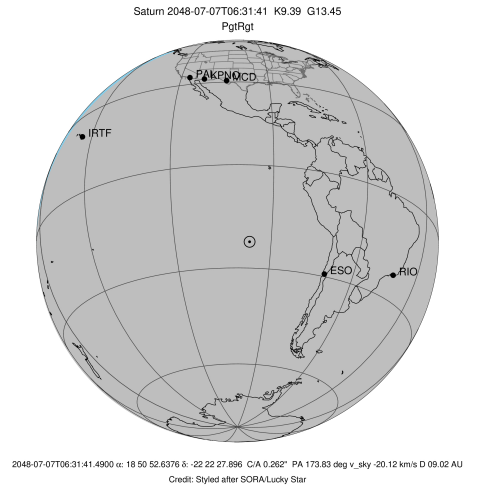 Saturn 2048-07-07T06:31:41 K9.39 G13.45
PgtRgt
PAL
KPNO
MCD
IRTF
ESO
RIO
2048-07-07T06:31:41.4900 α: 18 50 52.6376 δ: -22 22 27.896 C/A 0.262" PA 173.83 deg v_sky -20.12 km/s D 09.02 AU
Credit: Styled after SORA/Lucky Star